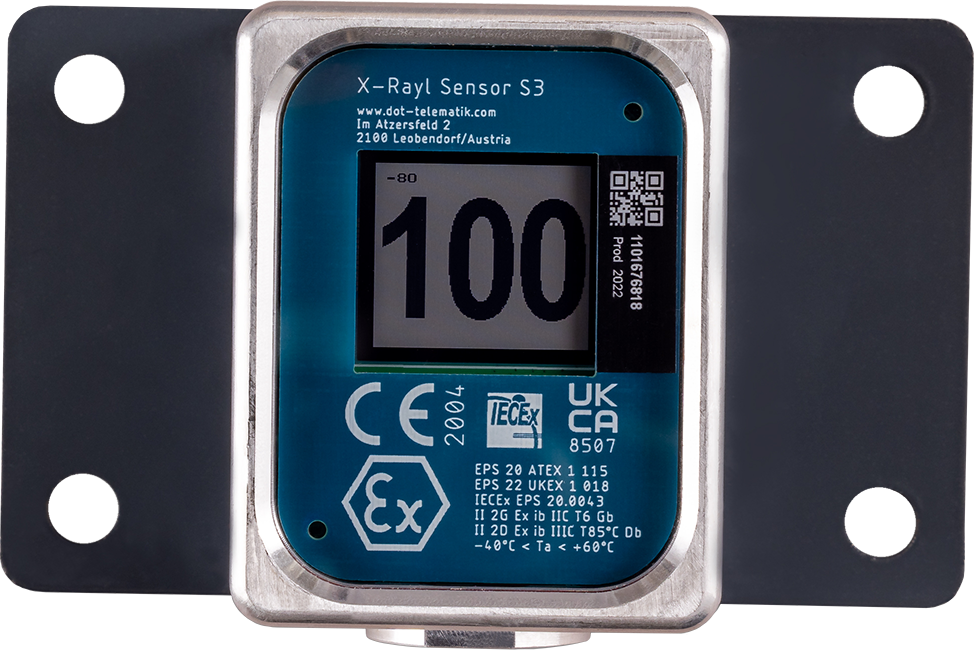 X-Rayl Sensor S3
www.dot-telematik.com
Im Atzersfeld 2
2100 Leobendorf/Austria
-80
100
1101676818
Prod 2022
CE
2004
IECEx
UK
CA
8507
Ex
EPS 20 ATEX 1 115
EPS 22 UKEX 1 018
IECEx EPS 20.0043
II 2G Ex ib IIC T6 Gb
II 2D Ex ib IIIC T85°C Db
-40°C < Ta < +60°C